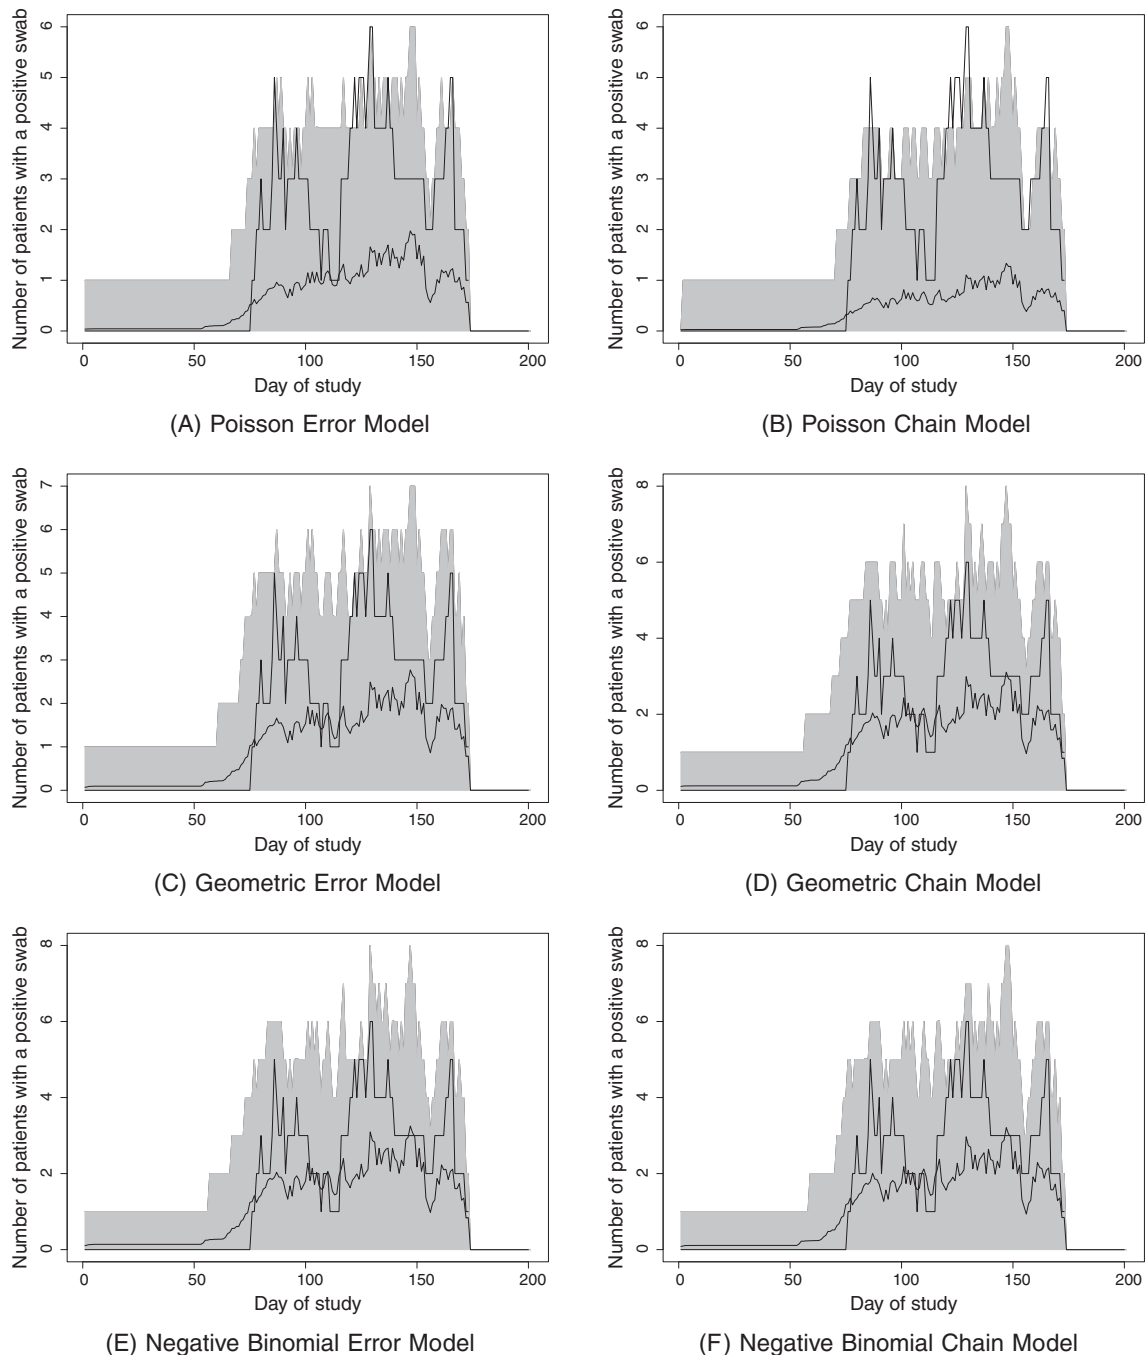 Number of patients with a positive swab
0 1 2 3 4 5 6
0 50 100 150 200
Day of study
(A) Poisson Error Model
Number of patients with a positive swab
0 1 2 3 4 5 6
0 50 100 150 200
Day of study
(B) Poisson Chain Model
Number of patients with a positive swab
0 1 2 3 4 5 6 7
0 50 100 150 200
Day of study
(C) Geometric Error Model
Number of patients with a positive swab
0 2 4 6 8
0 50 100 150 200
Day of study
(D) Geometric Chain Model
Number of patients with a positive swab
0 2 4 6 8
0 50 100 150 200
Day of study
(E) Negative Binomial Error Model
Number of patients with a positive swab
0 2 4 6 8
0 50 100 150 200
Day of study
(F) Negative Binomial Chain Model